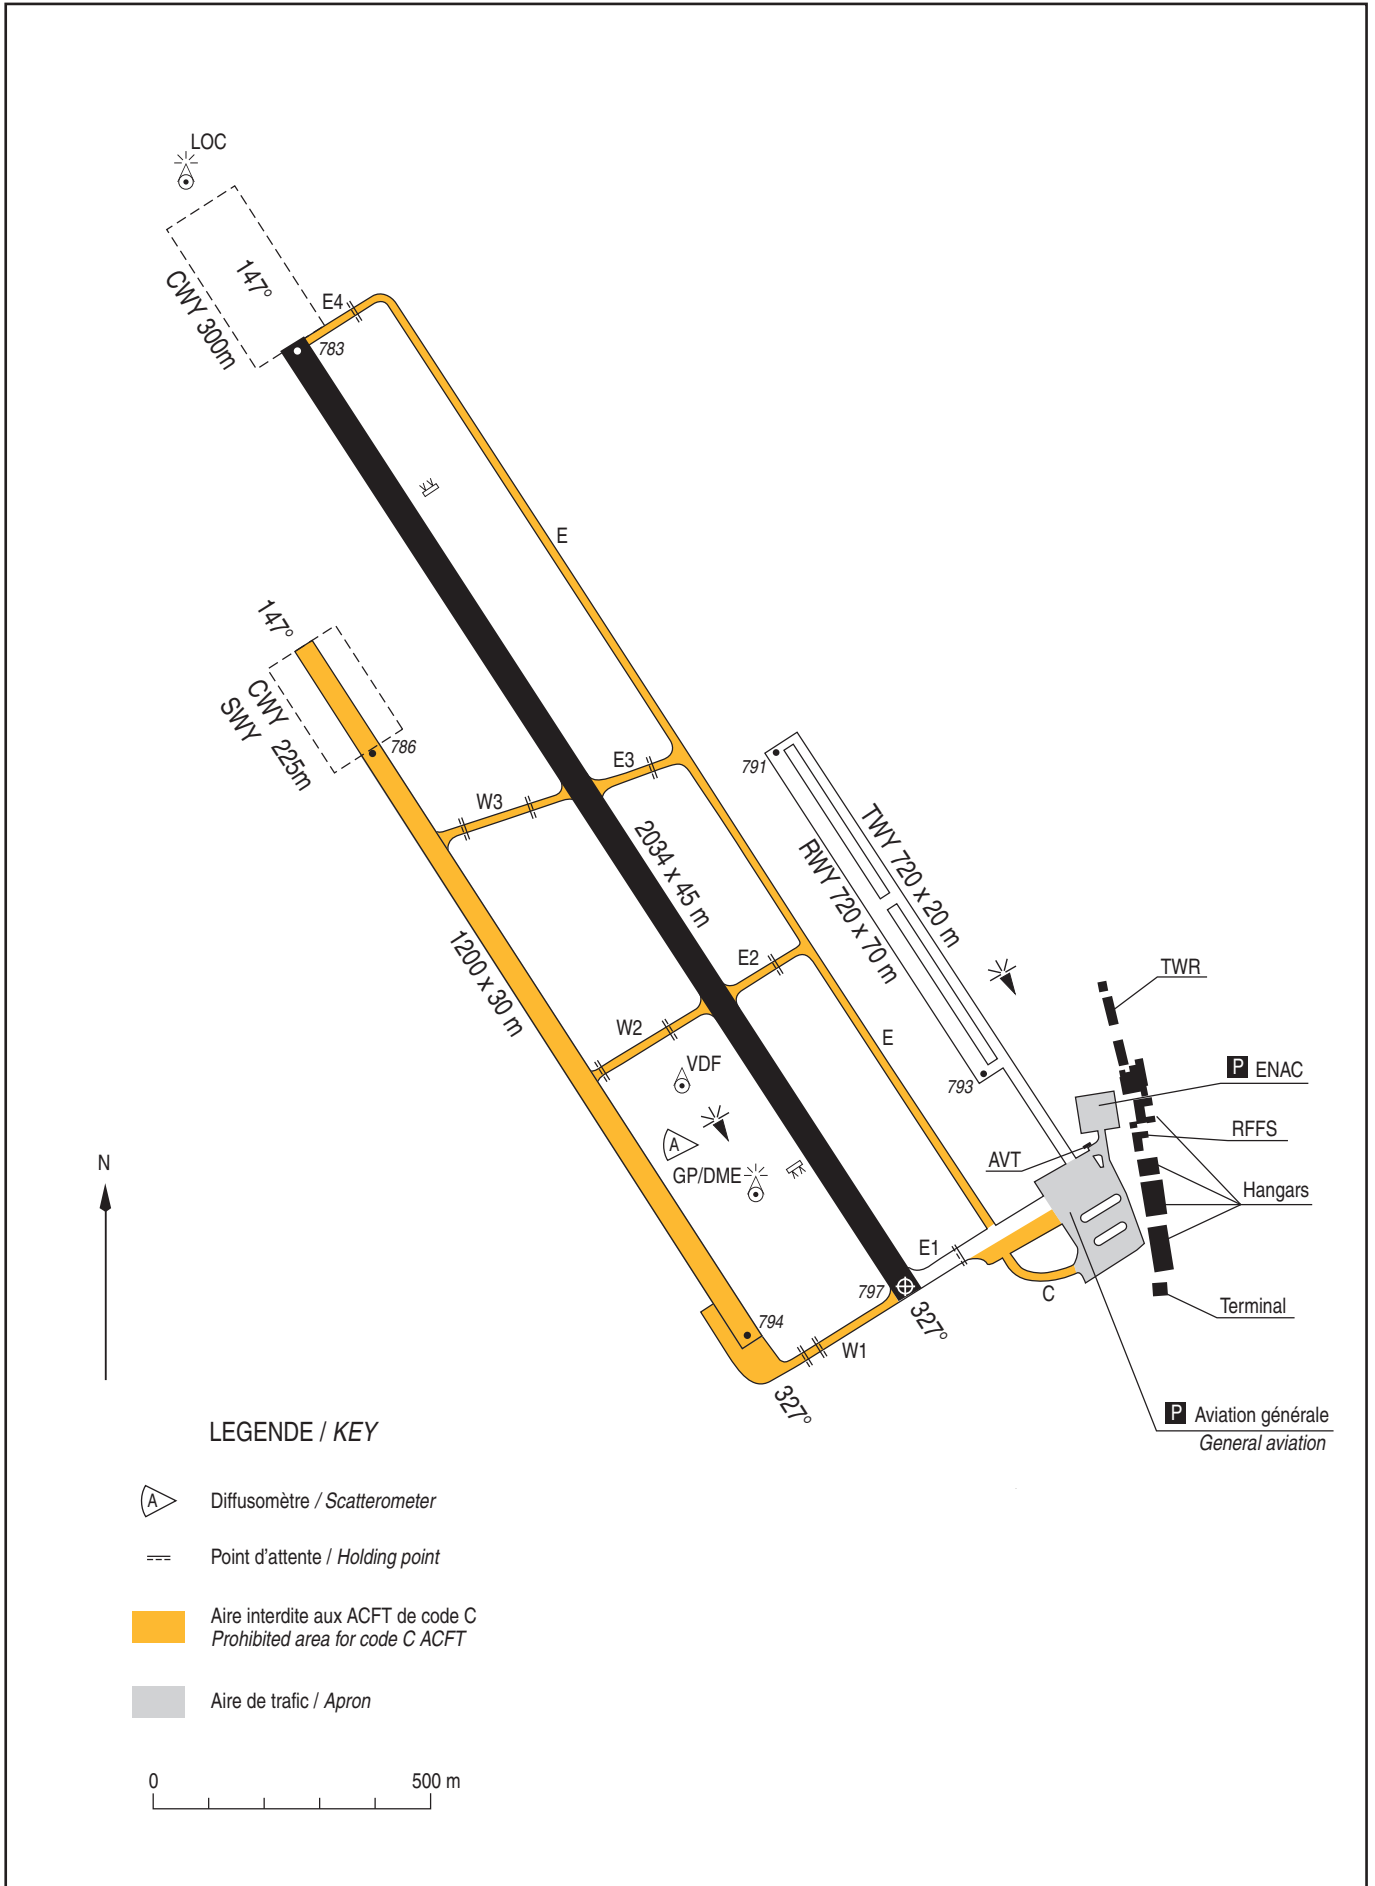 LOC
147°
CWY 300m
E4
783
E
147°
CWY
SWY
225m
786
E3
791
W3
TWY 720 x 20 m
2034 x 45 m
RWY 720 x 70 m
1200 x 30 m
E2
TWR
W2
E
VDF
P ENAC
793
A
RFFS
N
AVT
GP/DME
Hangars
E1
797
C
Terminal
794
327°
W1
327°
P Aviation générale
General aviation
LEGENDE / KEY
A
Diffusomètre / Scatterometer
Point d'attente / Holding point
Aire interdite aux ACFT de code C
Prohibited area for code C ACFT
Aire de trafic / Apron
0
500 m